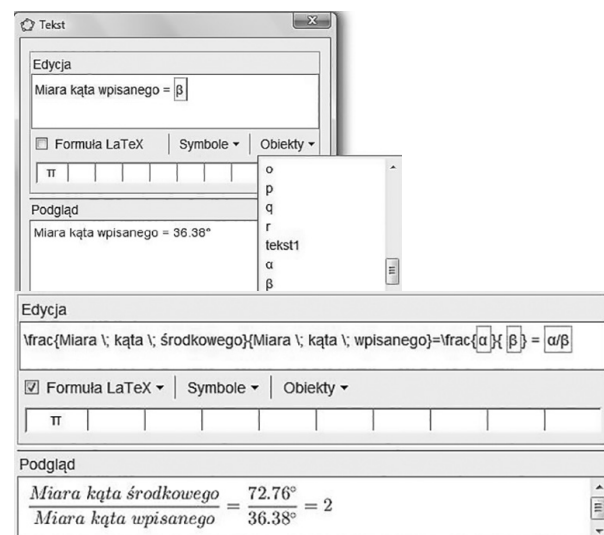 Tekst
Edycja
Miara kąta wpisanego = β
Formuła LaTeX Symbole Obiekty
π
o
p
q
r
tekst1
α
β
Podgląd
Miara kąta wpisanego = 36.38°
Edycja
\frac{Miara \; kąta \; środkowego}{Miara \; kąta \; wpisanego}=\frac{α}{ β} = α/β
Formuła LaTeX Symbole Obiekty
π
Podgląd
Miara kąta środkowego / Miara kąta wpisanego = 72.76° / 36.38° = 2